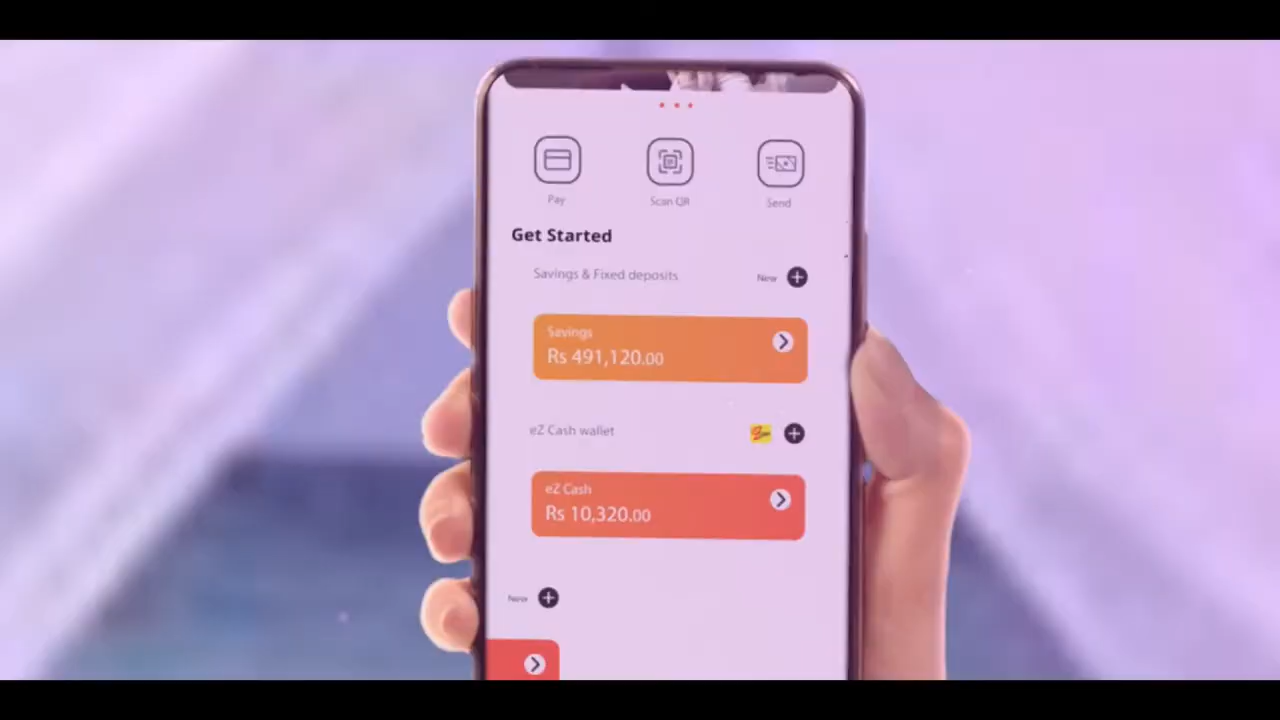 Pay
Scan QR
Send
Get Started
Savings & Fixed deposits
New
Savings
Rs 491,120.00
eZ Cash wallet
eZ Cash
Rs 10,320.00
New